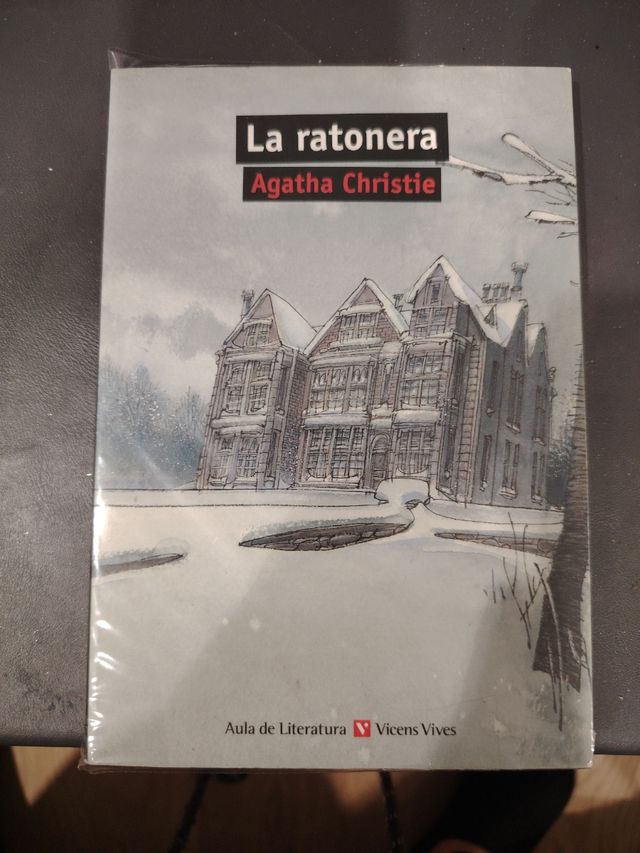 La ratonera
Agatha Christie
Aula de Literatura V Vicens Vives